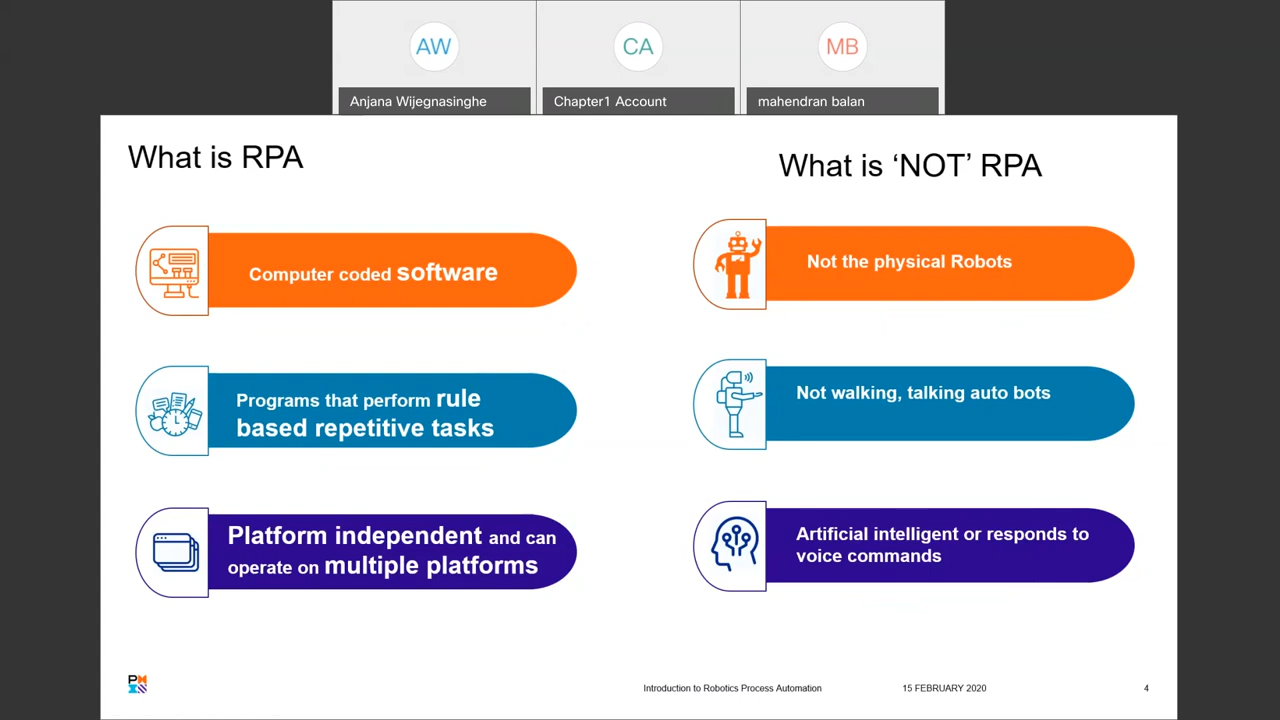 AW
CA
MB
Anjana Wijegnasinghe
Chapter1 Account
mahendran balan
What is RPA
What is ‘NOT’ RPA
Computer coded software
Not the physical Robots
Programs that perform rule
based repetitive tasks
Not walking, talking auto bots
Platform independent and can
operate on multiple platforms
Artificial intelligent or responds to
voice commands
Introduction to Robotics Process Automation
15 FEBRUARY 2020
4